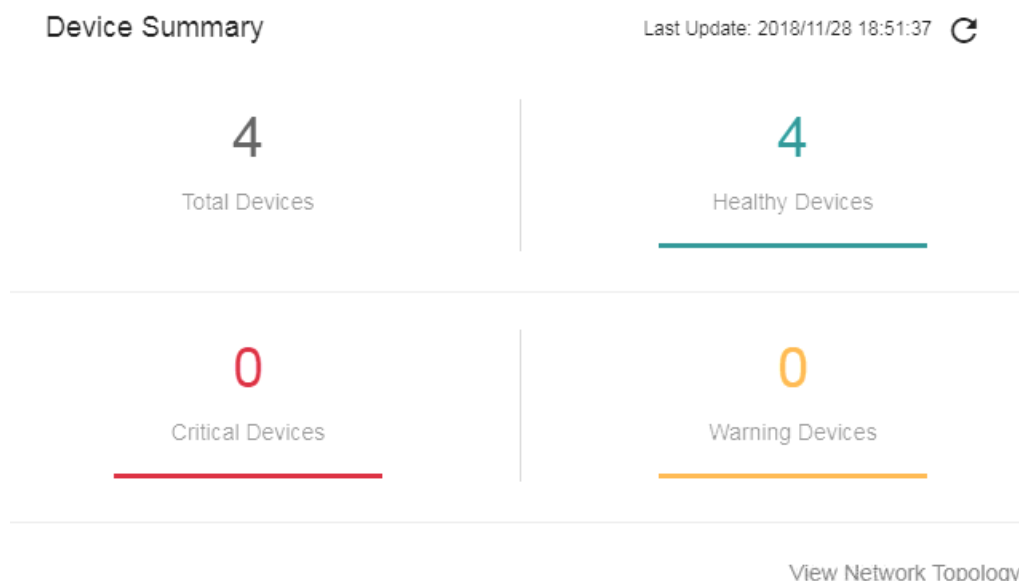 Device Summary
Last Update: 2018/11/28 18:51:37
4
Total Devices
4
Healthy Devices
0
Critical Devices
0
Warning Devices
View Network Topology